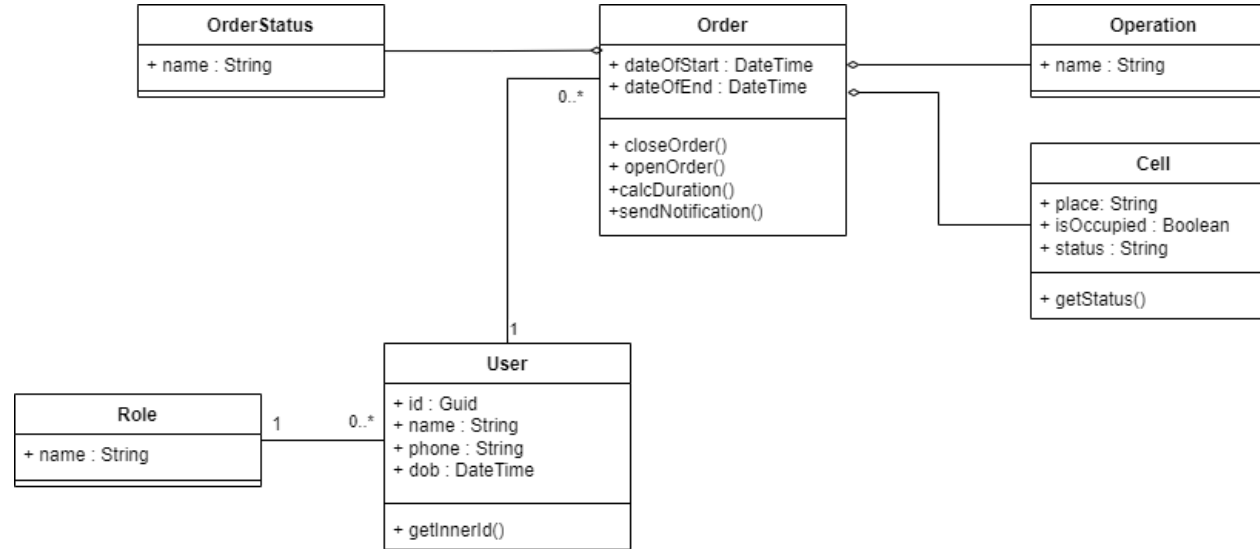 OrderStatus
+ name : String
Order
+ dateOfStart : DateTime
+ dateOfEnd : DateTime
+ closeOrder()
+ openOrder()
+calcDuration()
+sendNotification()
Operation
+ name : String
Cell
+ place: String
+ isOccupied : Boolean
+ status : String
+ getStatus()
0..*
1
User
+ id : Guid
+ name : String
+ phone : String
+ dob : DateTime
+ getInnerId()
Role
+ name : String
1
0..*